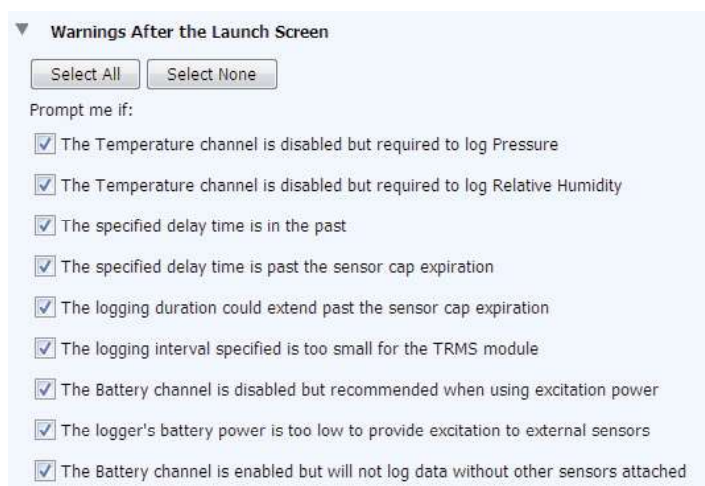 Warnings After the Launch Screen
Select All Select None
Prompt me if:
The Temperature channel is disabled but required to log Pressure
The Temperature channel is disabled but required to log Relative Humidity
The specified delay time is in the past
The specified delay time is past the sensor cap expiration
The logging duration could extend past the sensor cap expiration
The logging interval specified is too small for the TRMS module
The Battery channel is disabled but recommended when using excitation power
The logger's battery power is too low to provide excitation to external sensors
The Battery channel is enabled but will not log data without other sensors attached